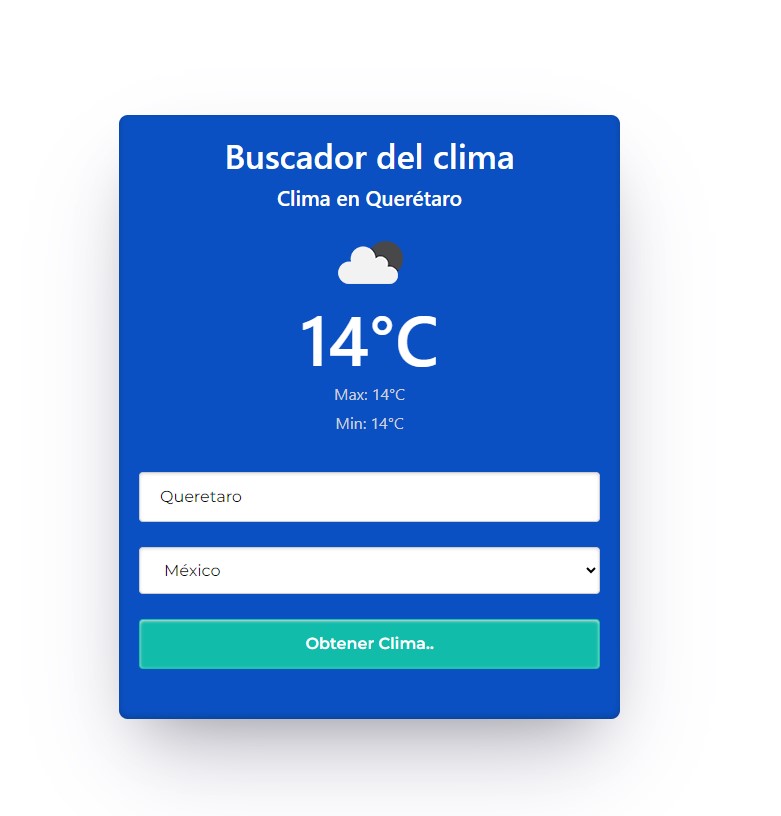 Buscador del clima
Clima en Querétaro
14°C
Max: 14°C
Min: 14°C
Queretaro
México
Obtener Clima..